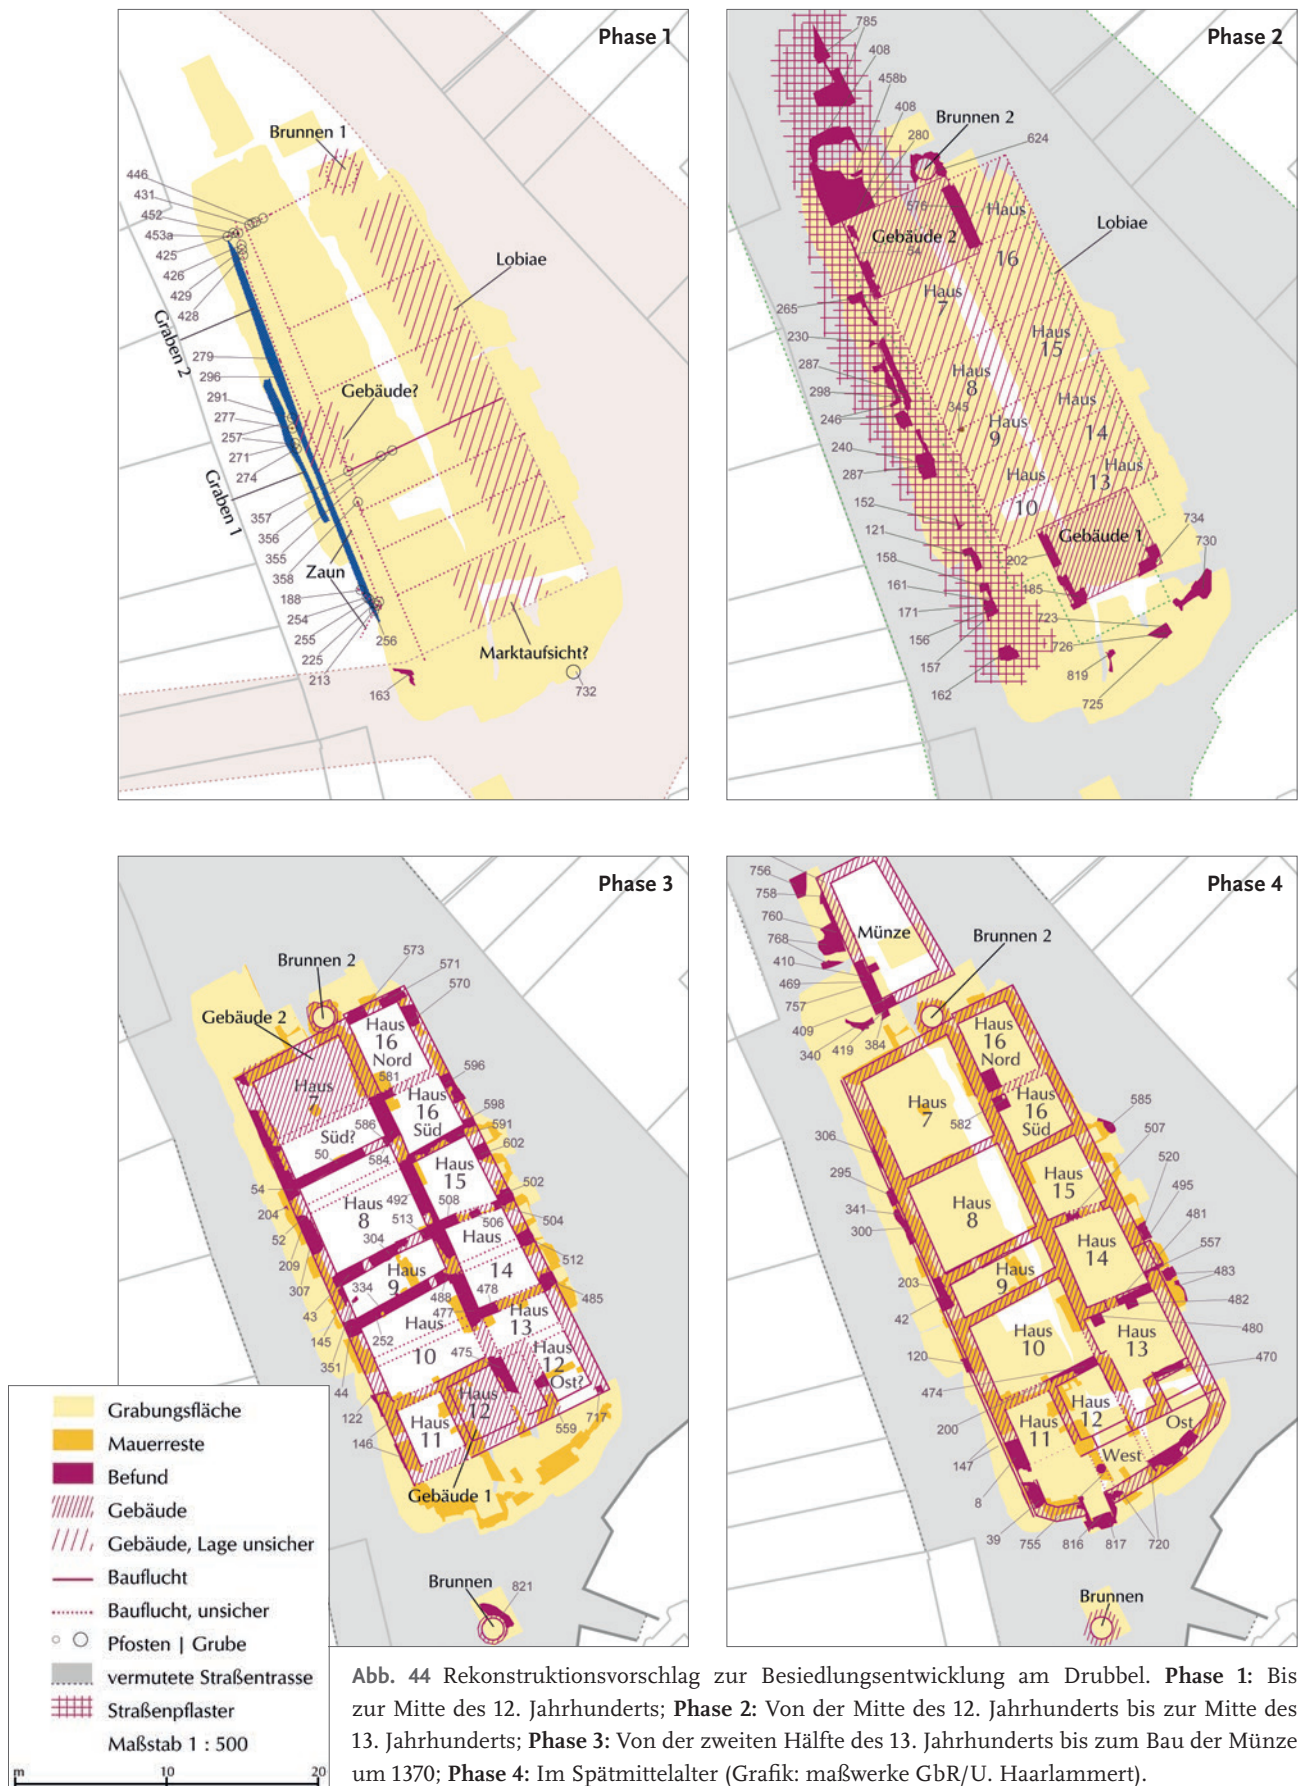 Phase 1
Brunnen 1
446
431
452
453a
425
426
429
428
Lobiae
Graben 2
279
296
291
277
257
271
274
Gebäude?
Graben 1
357
356
355
358
Zaun
188
254
255
225
213
256
163
Marktaufsicht?
732
Phase 2
785
408
458b
408
280
Brunnen 2
624
576
Haus
16
Lobiae
Gebäude 2
54
Haus
7
265
230
287
298
246
240
287
Haus
15
Haus
8
345
Haus
9
Haus
14
Haus
13
Haus
10
152
121
158
161
171
156
157
162
202
185
Gebäude 1
734
730
723
726
819
725
Phase 3
Brunnen 2
573
571
570
Gebäude 2
Haus
16
Nord
581
Haus
7
596
Haus
16
Süd
598
591
602
Süd?
50
586
584
54
204
52
209
307
43
145
351
44
122
146
Haus
15
492
508
502
504
Haus
8
513
304
506
Haus
14
512
485
Haus
9
334
488
477
478
Haus
13
252
Haus
10
475
Haus
12
Ost?
717
559
Haus
12
Haus
11
Gebäude 1
Brunnen
821
Phase 4
756
758
760
768
410
469
757
409
340
419
384
Münze
Brunnen 2
Haus
16
Nord
Haus
7
582
Haus
16
Süd
585
507
520
495
481
557
483
482
480
470
306
295
341
300
203
42
120
474
200
147
8
39
755
816
817
720
Haus
15
Haus
8
Haus
14
Haus
9
Haus
10
Haus
13
Haus
12
Haus
11
Ost
West
Brunnen
Grabungsfläche
Mauerreste
Befund
Gebäude
Gebäude, Lage unsicher
Bauflucht
Bauflucht, unsicher
Pfosten | Grube
vermutete Straßentrasse
Straßenpflaster
Maßstab 1 : 500
m 10 20
Abb. 44 Rekonstruktionsvorschlag zur Besiedlungsentwicklung am Drubbel. Phase 1: Bis
zur Mitte des 12. Jahrhunderts; Phase 2: Von der Mitte des 12. Jahrhunderts bis zur Mitte des
13. Jahrhunderts; Phase 3: Von der zweiten Hälfte des 13. Jahrhunderts bis zum Bau der Münze
um 1370; Phase 4: Im Spätmittelalter (Grafik: maßwerke GbR/U. Haarlammert).